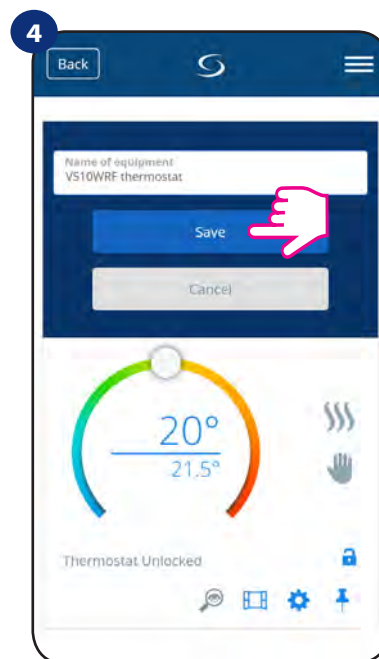 4
Back
Name of equipment
VS10WRF thermostat
Save
Cancel
20°
21.5°
Thermostat Unlocked